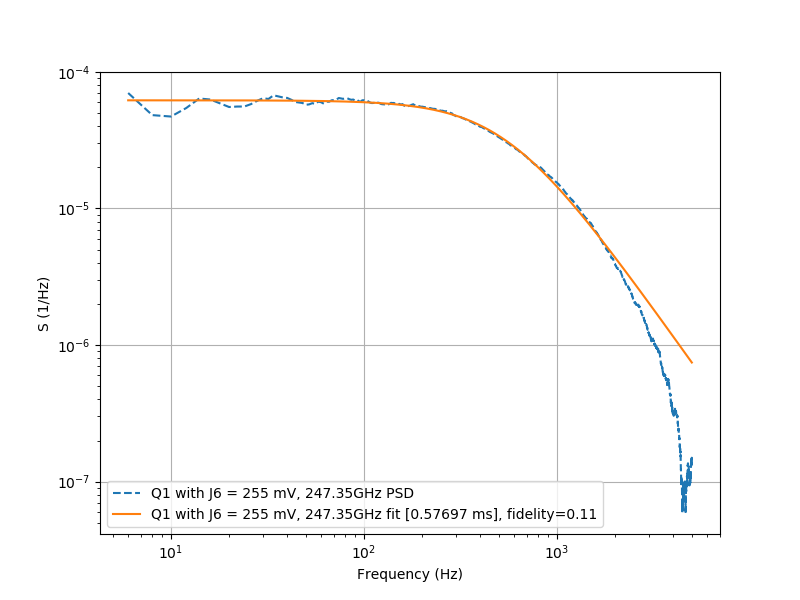 10⁻⁴
10⁻⁵
10⁻⁶
10⁻⁷
S (1/Hz)
Q1 with J6 = 255 mV, 247.35GHz PSD
Q1 with J6 = 255 mV, 247.35GHz fit [0.57697 ms], fidelity=0.11
10¹ 10² 10³
Frequency (Hz)